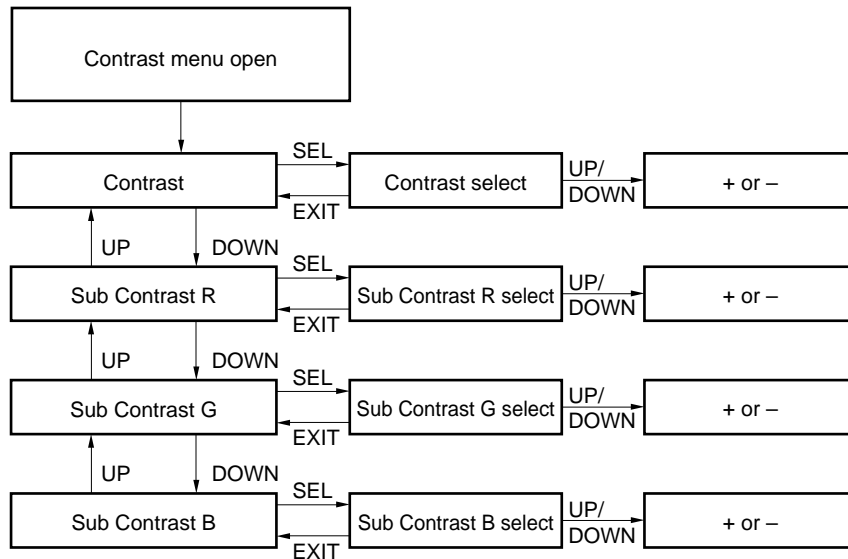 Contrast menu open
SEL
UP/
Contrast
Contrast select
+ or –
DOWN
EXIT
UP
DOWN
SEL
UP/
Sub Contrast R
Sub Contrast R select
+ or –
DOWN
EXIT
UP
DOWN
SEL
UP/
Sub Contrast G
Sub Contrast G select
+ or –
DOWN
EXIT
UP
DOWN
SEL
UP/
Sub Contrast B
Sub Contrast B select
+ or –
DOWN
EXIT